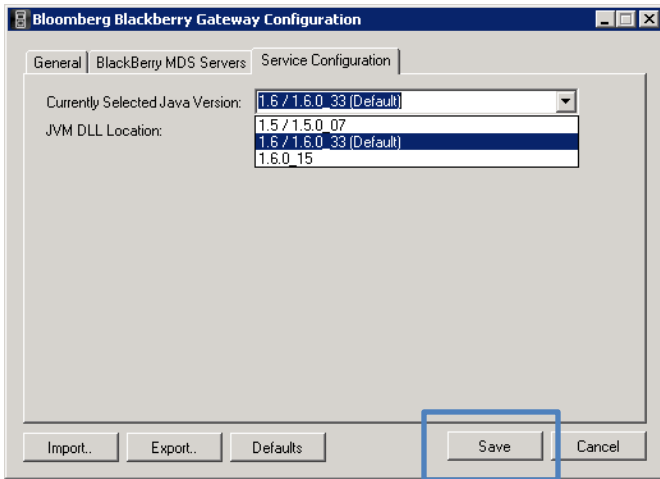 Bloomberg Blackberry Gateway Configuration
General BlackBerry MDS Servers Service Configuration
Currently Selected Java Version: 1.6 / 1.6.0_33 (Default)
JVM DLL Location:
1.5 / 1.5.0_07
1.6 / 1.6.0_33 (Default)
1.6.0_15
Import.. Export.. Defaults Save Cancel